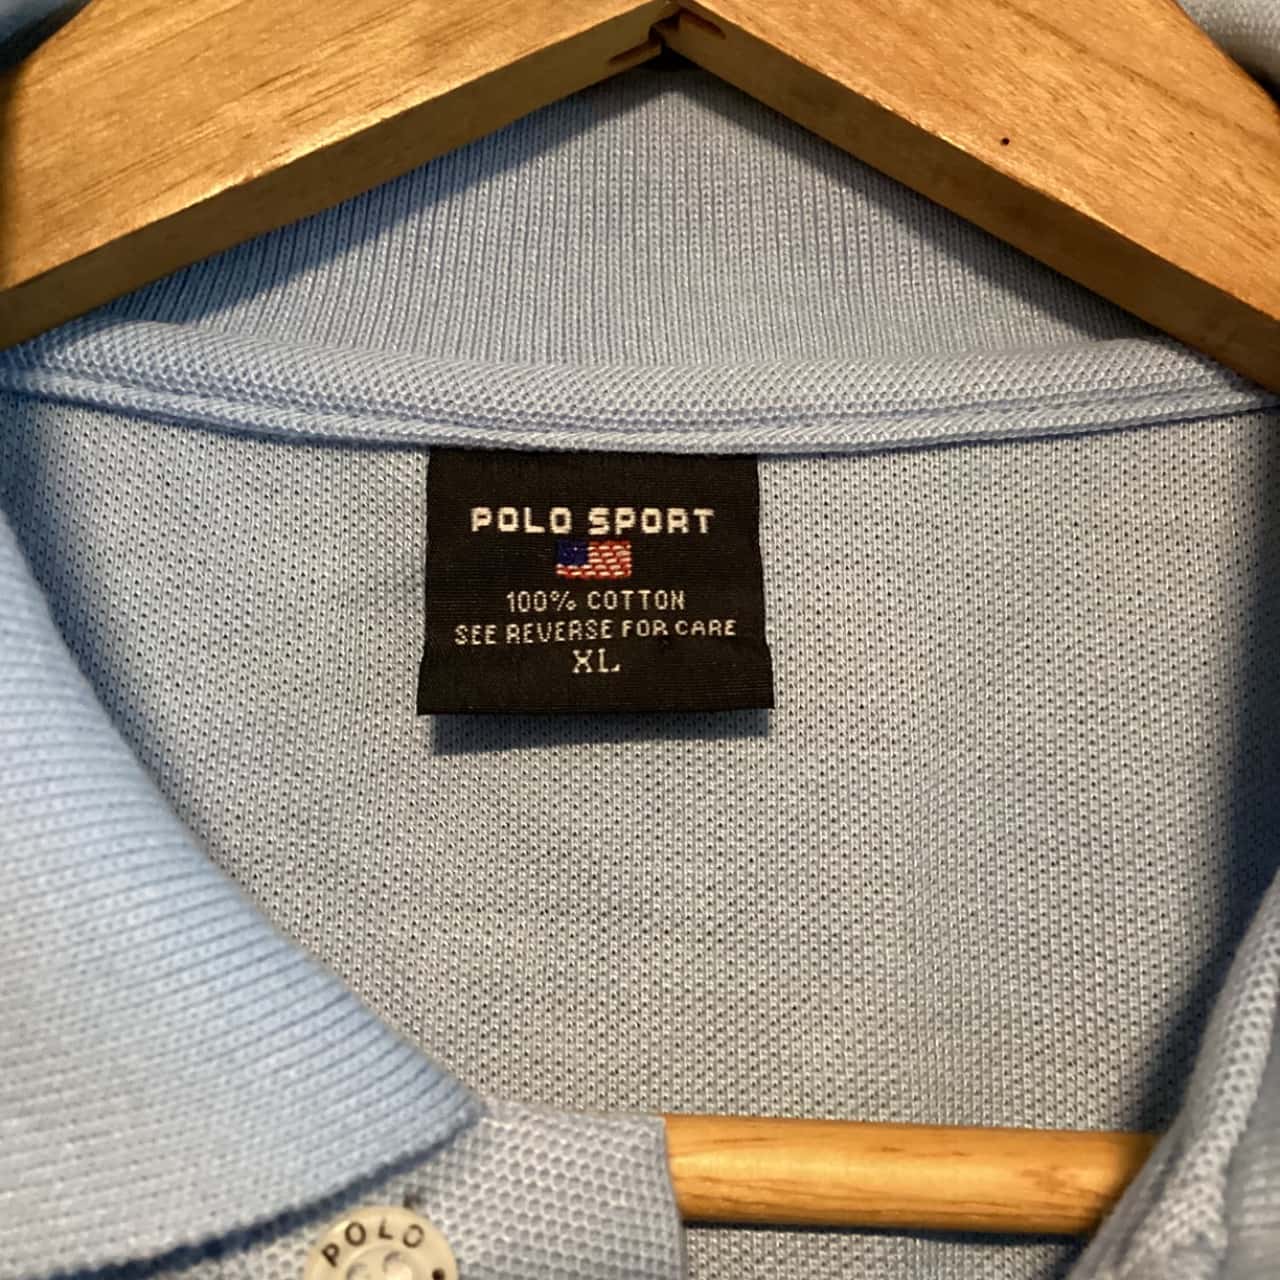 POLO SPORT
100% COTTON
SEE REVERSE FOR CARE
XL
POLO